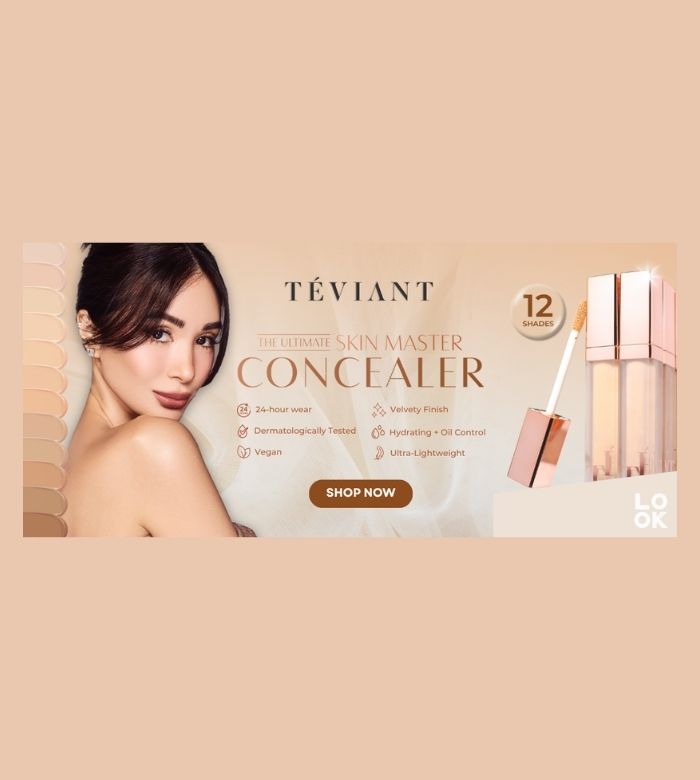 TÉVIANT
THE ULTIMATE SKIN MASTER
CONCEALER
24 24-hour wear
Velvety Finish
Dermatologically Tested
Hydrating + Oil Control
Vegan
Ultra-Lightweight
SHOP NOW
12
SHADES
LO
OK